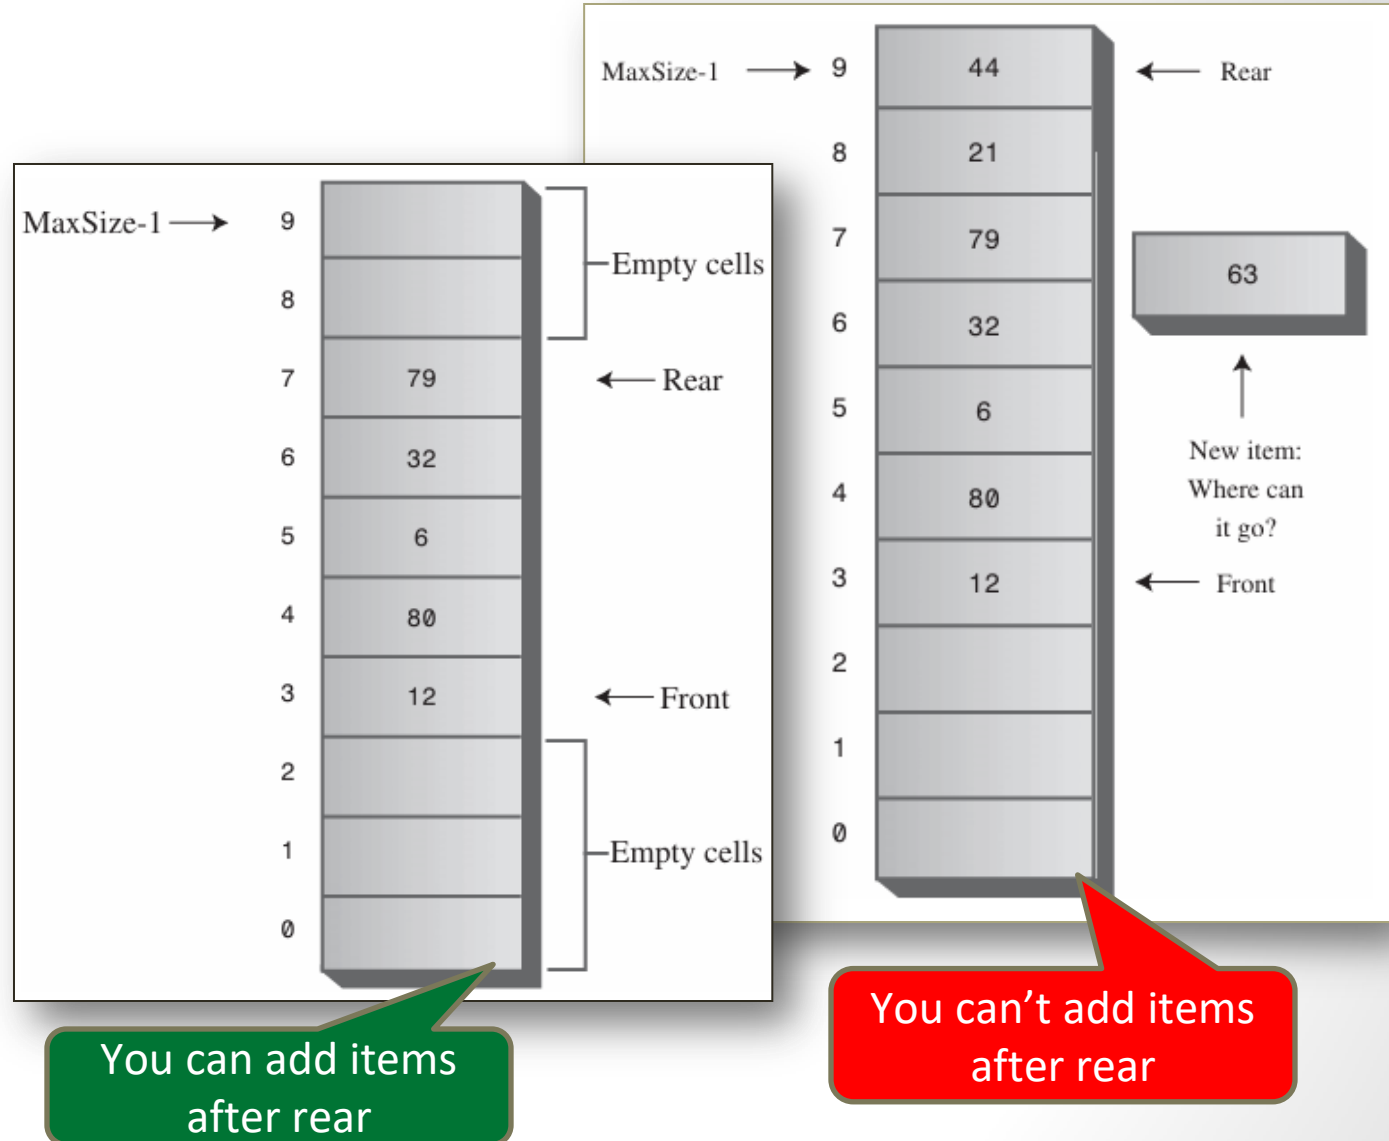 MaxSize-1
9
8
7
6
5
4
3
2
1
0
79
32
6
80
12
Empty cells
Rear
Front
Empty cells
You can add items
after rear
MaxSize-1
9
8
7
6
5
4
3
2
1
0
44
21
79
32
6
80
12
Rear
63
New item:
Where can
it go?
Front
You can’t add items
after rear